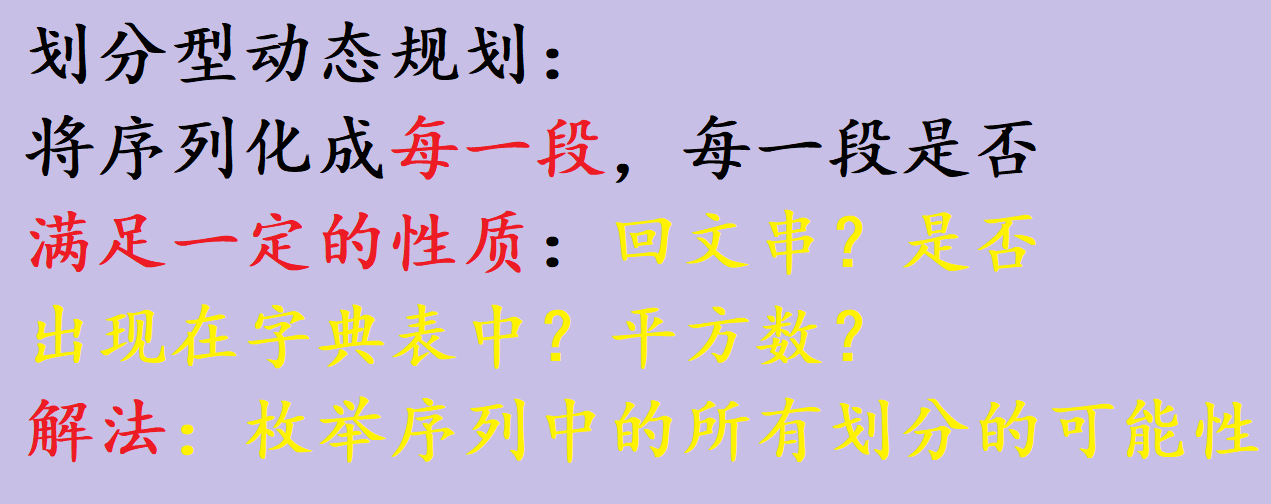 划分型动态规划：
将序列化成每一段，每一段是否
满足一定的性质：回文串？是否
出现在字典表中？平方数？
解法：枚举序列中的所有划分的可能性